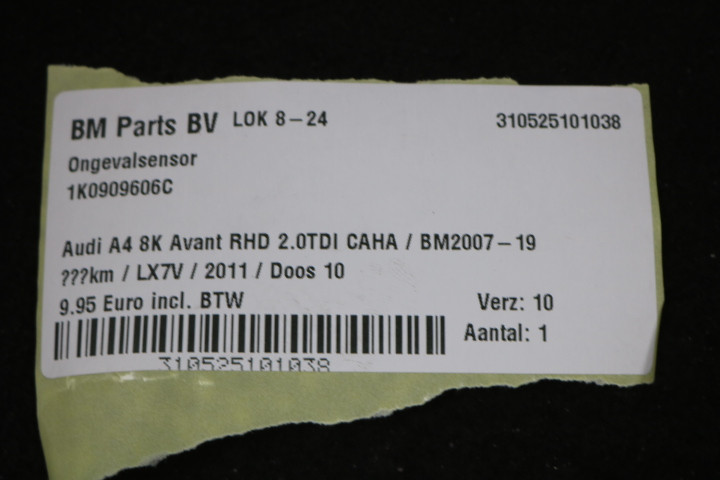 BM Parts BV LOK 8-24 310525101038
Ongevalsensor
1K0909606C
Audi A4 8K Avant RHD 2.0TDI CAHA / BM2007-19
???km / LX7V / 2011 / Doos 10
9.95 Euro incl. BTW Verz: 10
Aantal: 1
310525101038